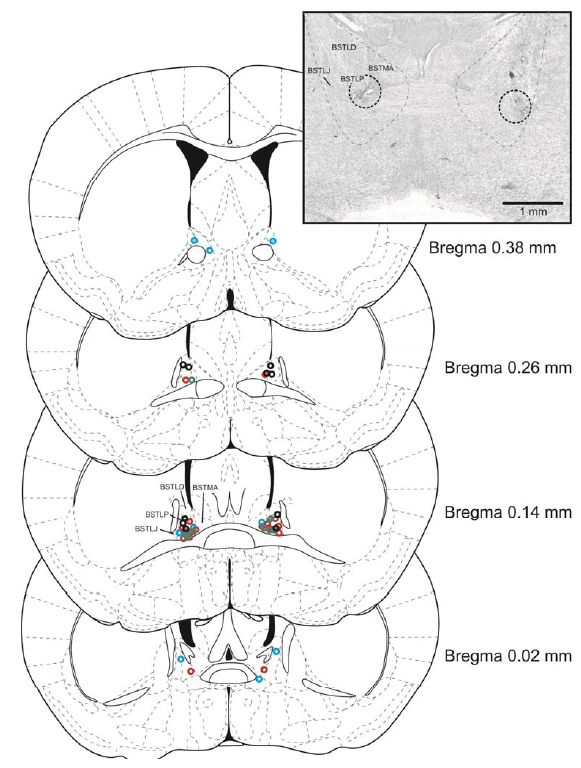 BSTLD
BSTMA
BSTLJ
BSTLP
1 mm
Bregma 0.38 mm
Bregma 0.26 mm
BSTLD BSTMA
BSTLP
BSTLJ
Bregma 0.14 mm
Bregma 0.02 mm